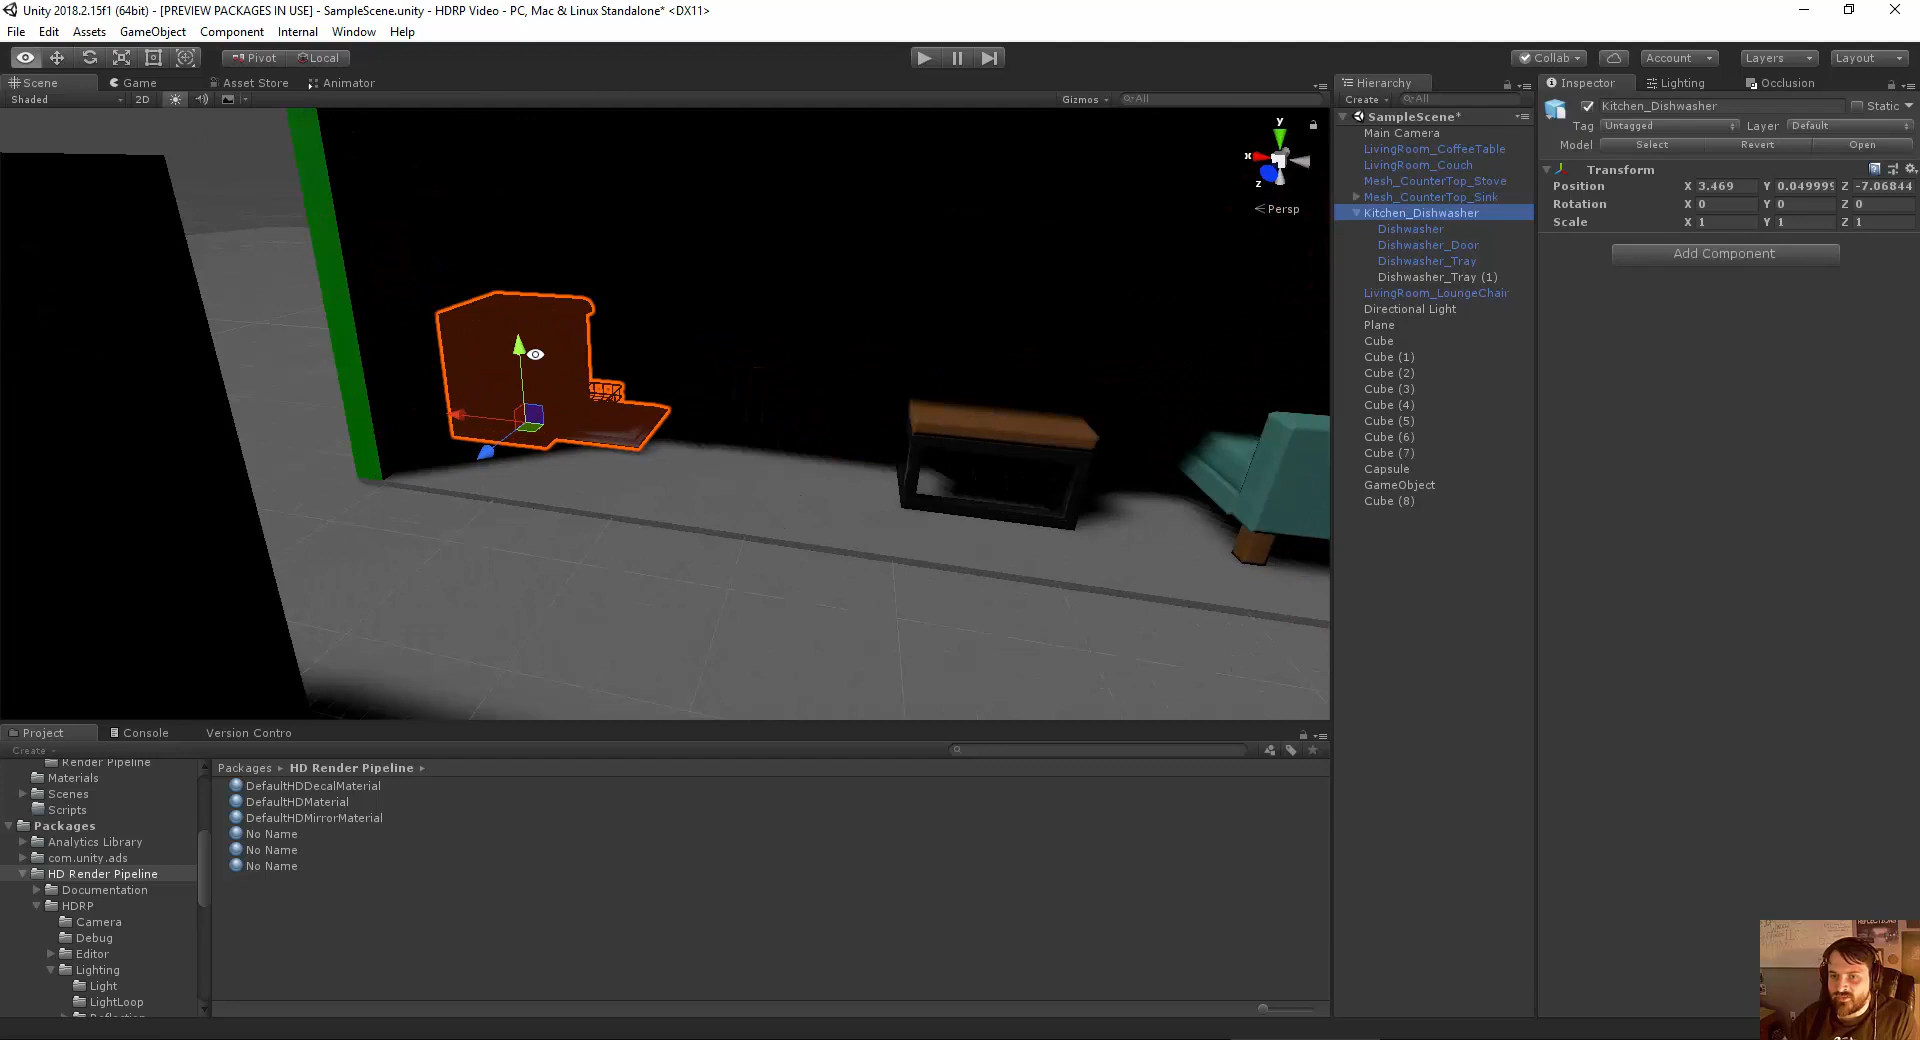 Unity 2018.2.15f1 (64bit) - [PREVIEW PACKAGES IN USE] - SampleScene.unity - HDRP Video - PC, Mac & Linux Standalone* <DX11>
File Edit Assets GameObject Component Internal Window Help
Pivot Local Collab Account Layers Layout
Scene Game Asset Store Animator Hierarchy Inspector Lighting Occlusion
Shaded 2D Gizmos All Create All
Kitchen_Dishwasher Static
SampleScene*
Tag Untagged Layer Default
Main Camera
Model Select Revert Open
LivingRoom_CoffeeTable
LivingRoom_Couch
Transform
Mesh_CounterTop_Stove
Position X 3.469 Y 0.049999 Z -7.06844
Mesh_CounterTop_Sink
Rotation X 0 Y 0 Z 0
Kitchen_Dishwasher
Scale X 1 Y 1 Z 1
Dishwasher
Dishwasher_Door
Add Component
Dishwasher_Tray
Dishwasher_Tray (1)
LivingRoom_LoungeChair
Directional Light
Plane
Cube
Cube (1)
Cube (2)
Cube (3)
Cube (4)
Cube (5)
Cube (6)
Cube (7)
Capsule
GameObject
Cube (8)
y
x
z
Persp
Project Console Version Contro
Create
Render Pipeline
Materials
Scenes
Scripts
Packages
Analytics Library
com.unity.ads
HD Render Pipeline
Documentation
HDRP
Camera
Debug
Editor
Lighting
Light
LightLoop
Reflection
Packages HD Render Pipeline
DefaultHDDecalMaterial
DefaultHDMaterial
DefaultHDMirrorMaterial
No Name
No Name
No Name